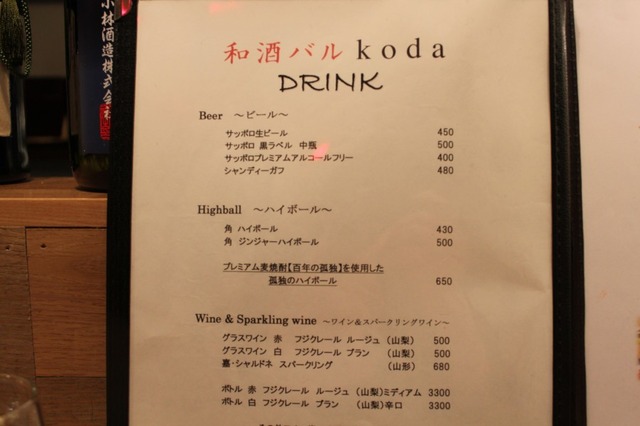 小林酒造株式会社
和酒バル koda
DRINK
Beer ～ビール～
サッポロ生ビール 450
サッポロ 黒ラベル 中瓶 500
サッポロプレミアムアルコールフリー 400
シャンディーガフ 480
Highball ～ハイボール～
角 ハイボール 430
角 ジンジャーハイボール 500
プレミアム麦焼酎【百年の孤独】を使用した
孤独のハイボール 650
Wine & Sparkling wine ～ワイン&スパークリングワイン～
グラスワイン 赤 フジクレール ルージュ (山梨) 500
グラスワイン 白 フジクレール ブラン (山梨) 500
嘉・シャルドネ スパークリング (山形) 680
ボトル 赤 フジクレール ルージュ (山梨)ミディアム 3300
ボトル 白 フジクレール ブラン (山梨)辛口 3300